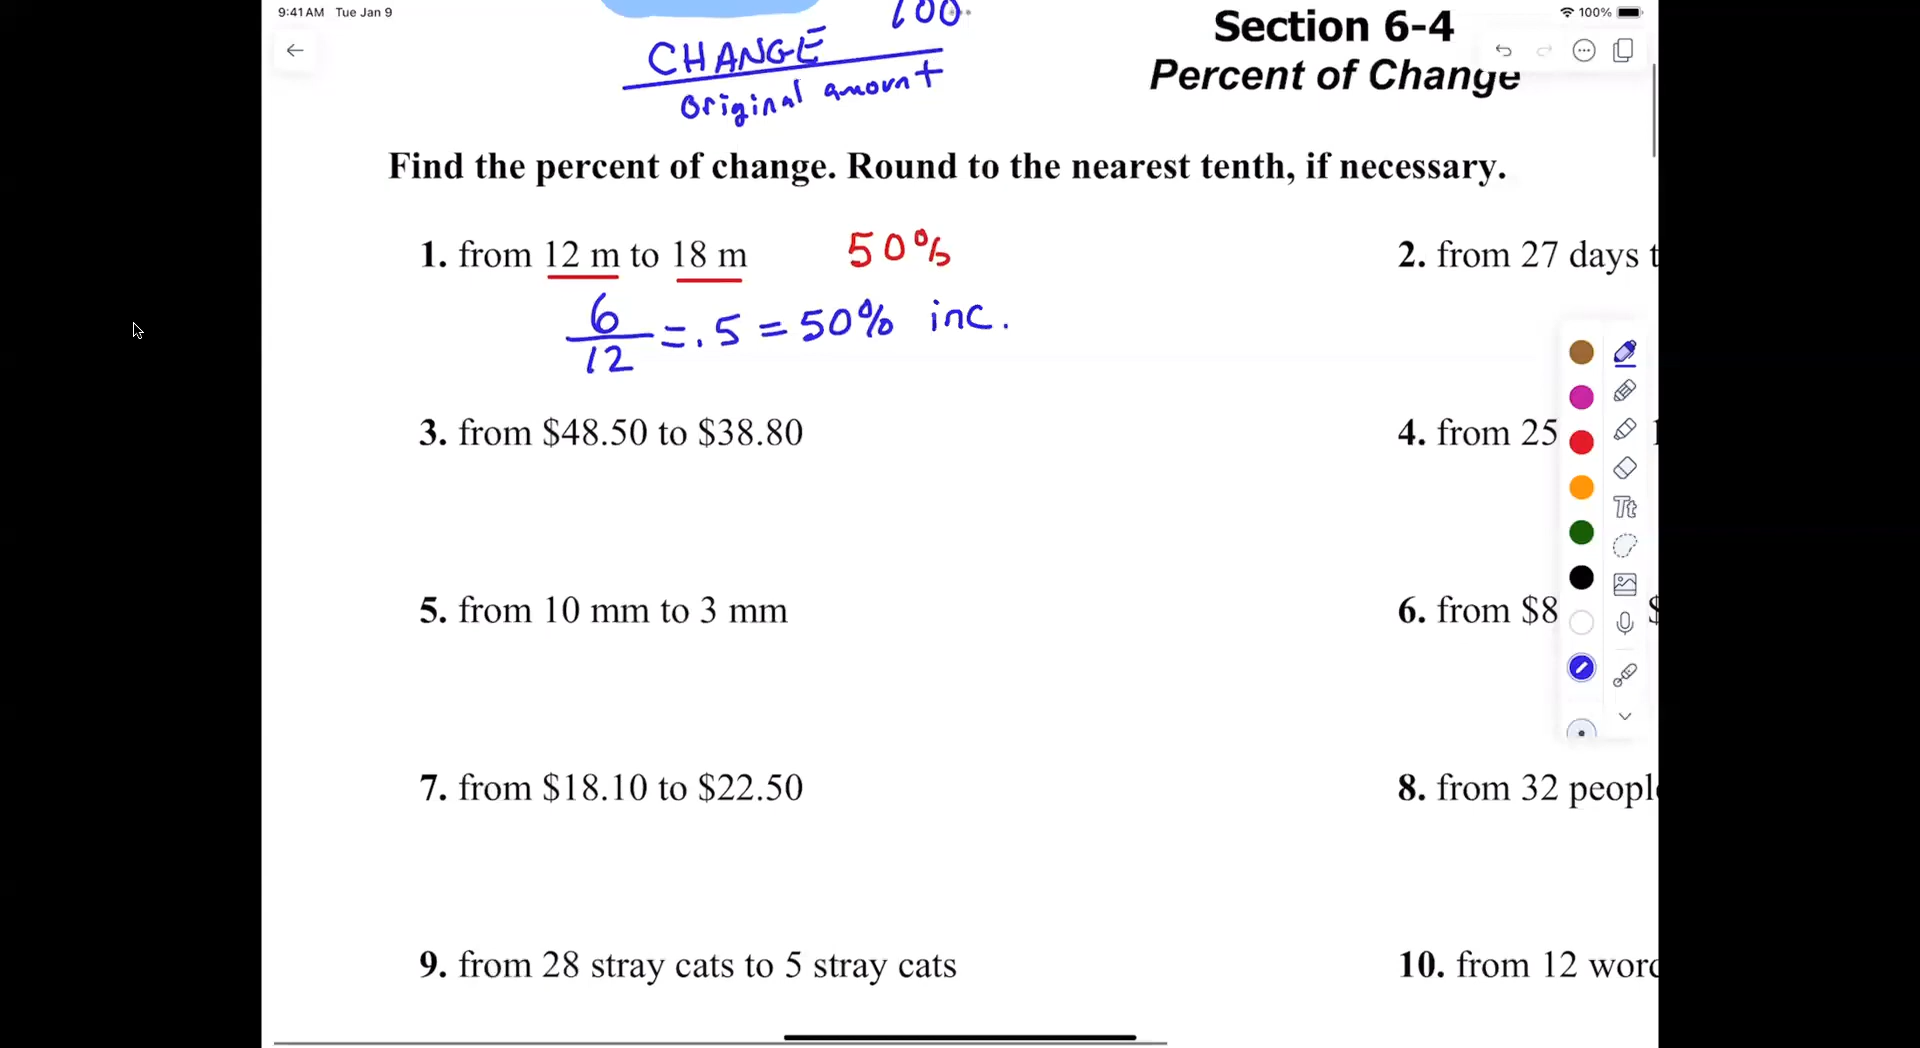 9:41 AM Tue Jan 9
100%
100
CHANGE
original amount
Section 6-4
Percent of Change
Find the percent of change. Round to the nearest tenth, if necessary.
1. from 12 m to 18 m 50%
2. from 27 days t
6
12
= .5 = 50% inc.
3. from $48.50 to $38.80
4. from 25
5. from 10 mm to 3 mm
6. from $8 $
7. from $18.10 to $22.50
8. from 32 people
9. from 28 stray cats to 5 stray cats
10. from 12 word
Tt